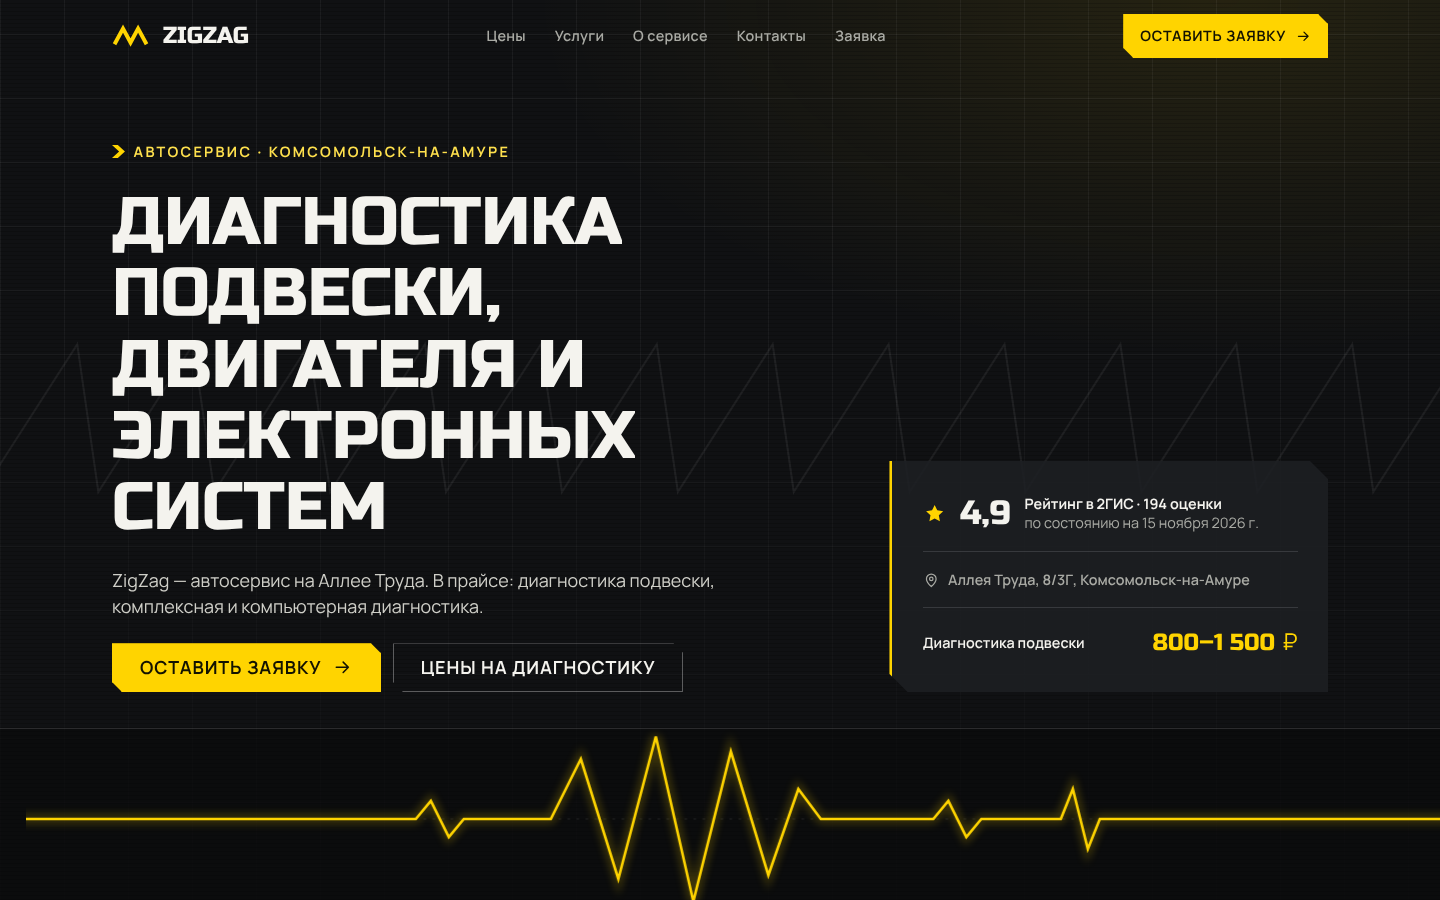 ZIGZAG
Цены
Услуги
О сервисе
Контакты
Заявка
ОСТАВИТЬ ЗАЯВКУ →
АВТОСЕРВИС · КОМСОМОЛЬСК-НА-АМУРЕ
ДИАГНОСТИКА
ПОДВЕСКИ,
ДВИГАТЕЛЯ И
ЭЛЕКТРОННЫХ
СИСТЕМ
ZigZag — автосервис на Аллее Труда. В прайсе: диагностика подвески,
комплексная и компьютерная диагностика.
ОСТАВИТЬ ЗАЯВКУ →
ЦЕНЫ НА ДИАГНОСТИКУ
4,9
Рейтинг в 2ГИС · 194 оценки
по состоянию на 15 ноября 2026 г.
Аллея Труда, 8/3Г, Комсомольск-на-Амуре
Диагностика подвески
800–1 500 ₽